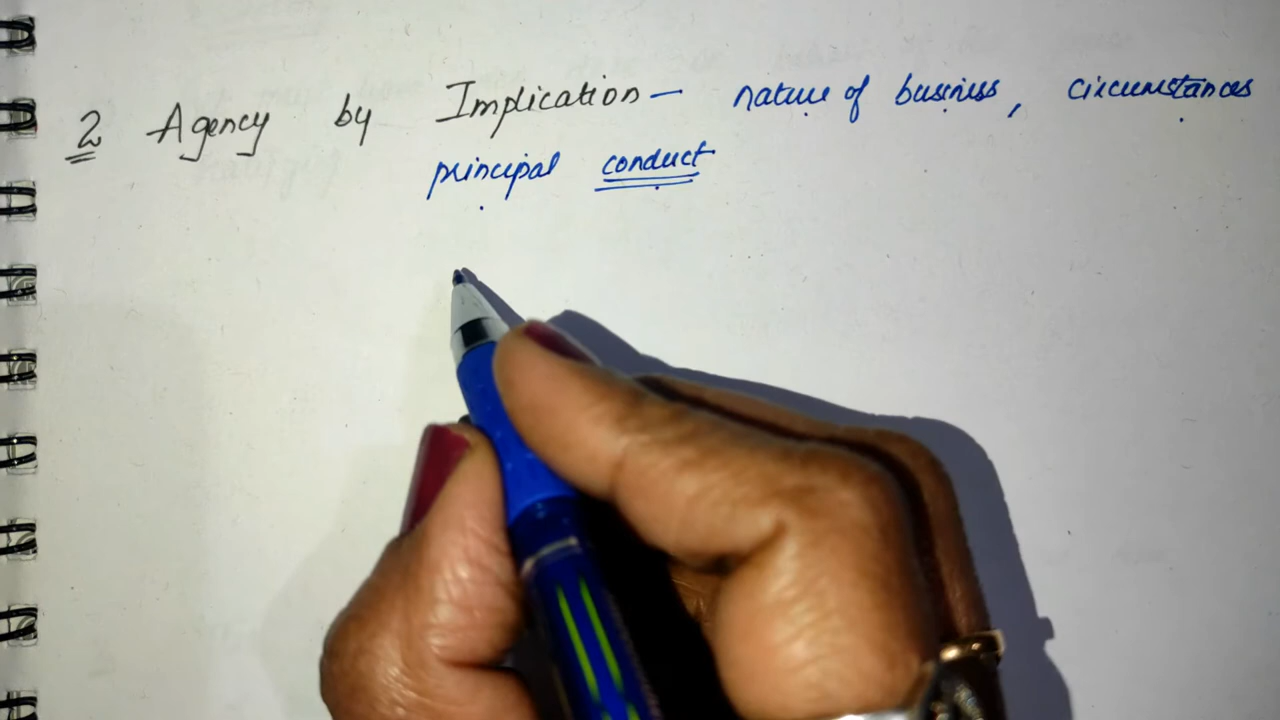 2 Agency by Implication - nature of business, circumstances
principal conduct